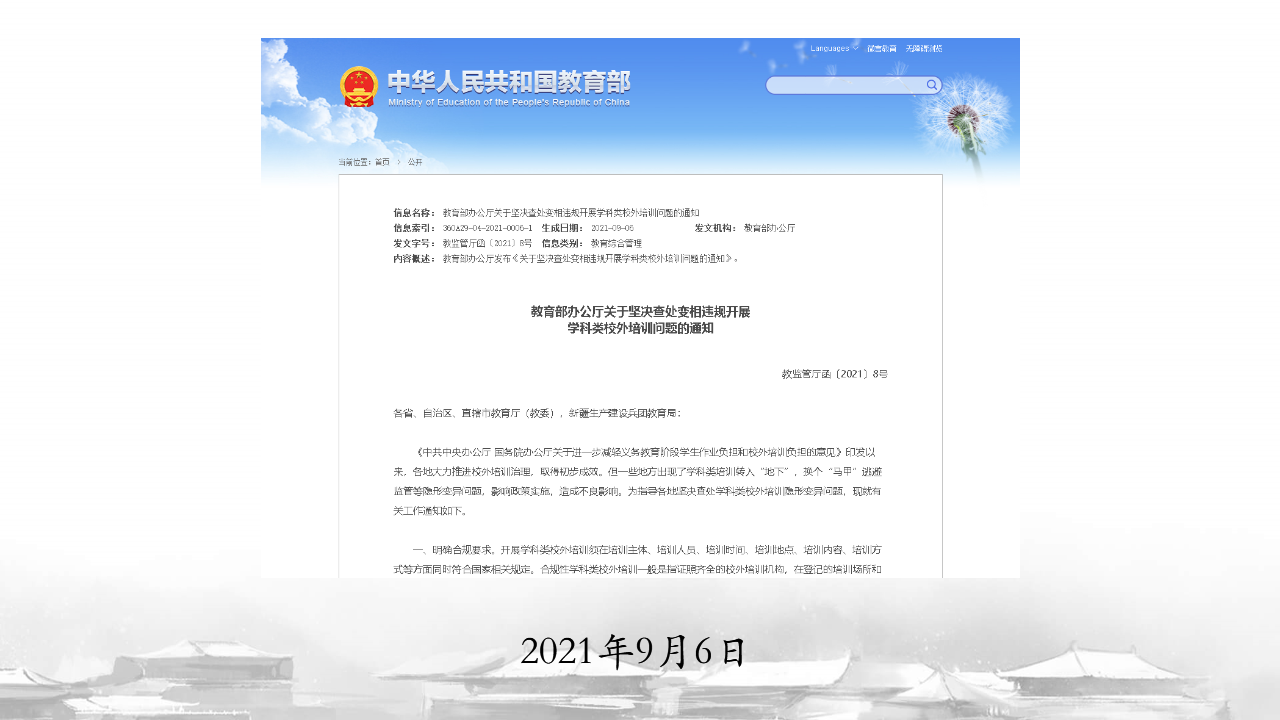 Languages 微言教育 无障碍浏览
中华人民共和国教育部
Ministry of Education of the People's Republic of China
当前位置：首页 > 公开
信息名称： 教育部办公厅关于坚决查处变相违规开展学科类校外培训问题的通知
信息索引： 360A29-04-2021-0006-1 生成日期： 2021-09-06 发文机构： 教育部办公厅
发文字号： 教监管厅函〔2021〕8号 信息类别： 教育综合管理
内容概述： 教育部办公厅发布《关于坚决查处变相违规开展学科类校外培训问题的通知》。
教育部办公厅关于坚决查处变相违规开展
学科类校外培训问题的通知
教监管厅函〔2021〕8号
各省、自治区、直辖市教育厅（教委），新疆生产建设兵团教育局：
《中共中央办公厅 国务院办公厅关于进一步减轻义务教育阶段学生作业负担和校外培训负担的意见》印发以
来，各地大力推进校外培训治理，取得初步成效。但一些地方出现了学科类培训转入“地下”、换个“马甲”逃避
监管等隐形变异问题，影响政策实施，造成不良影响。为指导各地坚决查处学科类校外培训隐形变异问题，现就有
关工作通知如下。
一、明确合规要求。开展学科类校外培训须在培训主体、培训人员、培训时间、培训地点、培训内容、培训方
式等方面同时符合国家相关规定。合规性学科类校外培训一般是指证照齐全的校外培训机构，在登记的培训场所和
2021年9月6日